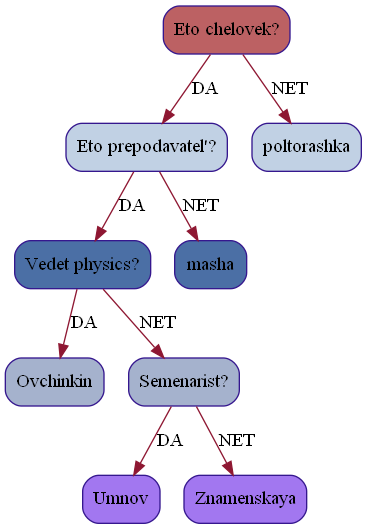 Eto chelovek?
DA
NET
Eto prepodavatel'?
poltorashka
DA
NET
Vedet physics?
masha
DA
NET
Ovchinkin
Semenarist?
DA
NET
Umnov
Znamenskaya